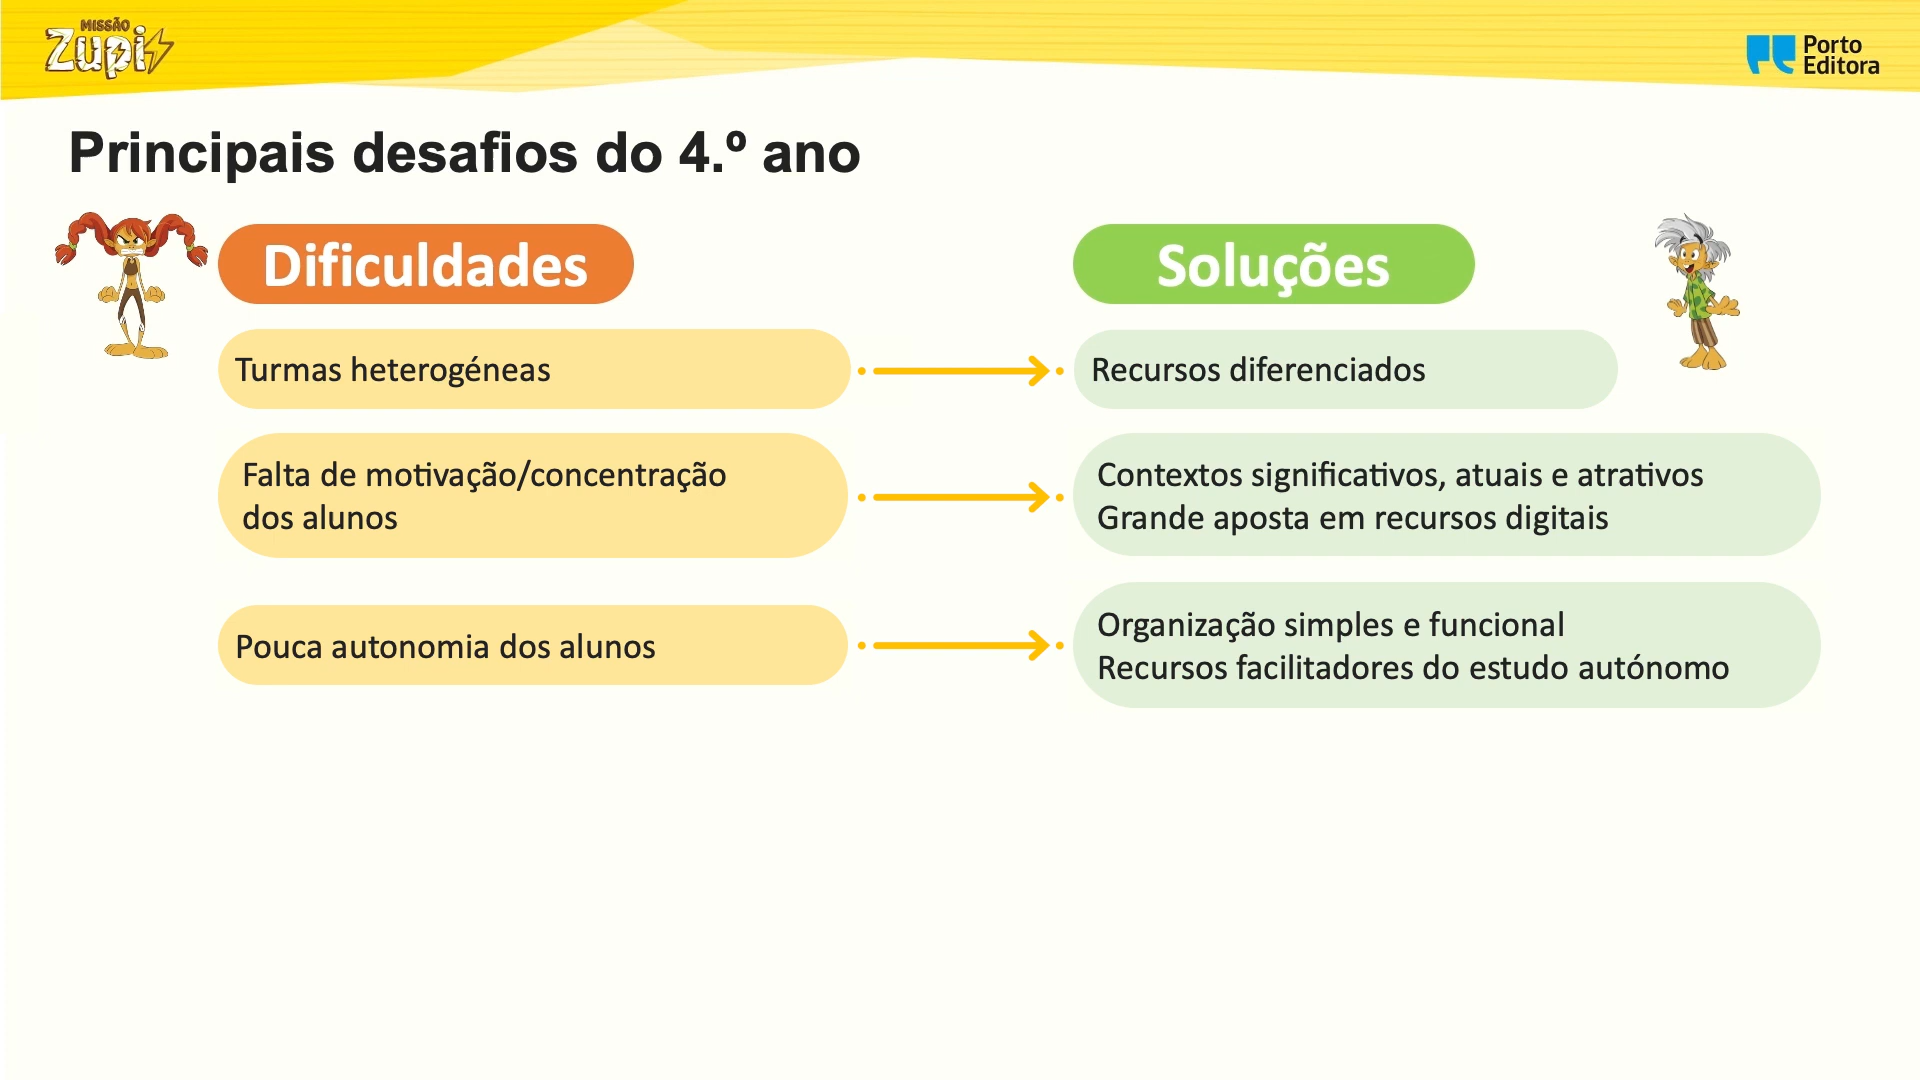 MISSÃO
Zupi
Porto
Editora
Principais desafios do 4.º ano
Dificuldades
Soluções
Turmas heterogéneas
Recursos diferenciados
Falta de motivação/concentração
dos alunos
Contextos significativos, atuais e atrativos
Grande aposta em recursos digitais
Pouca autonomia dos alunos
Organização simples e funcional
Recursos facilitadores do estudo autónomo